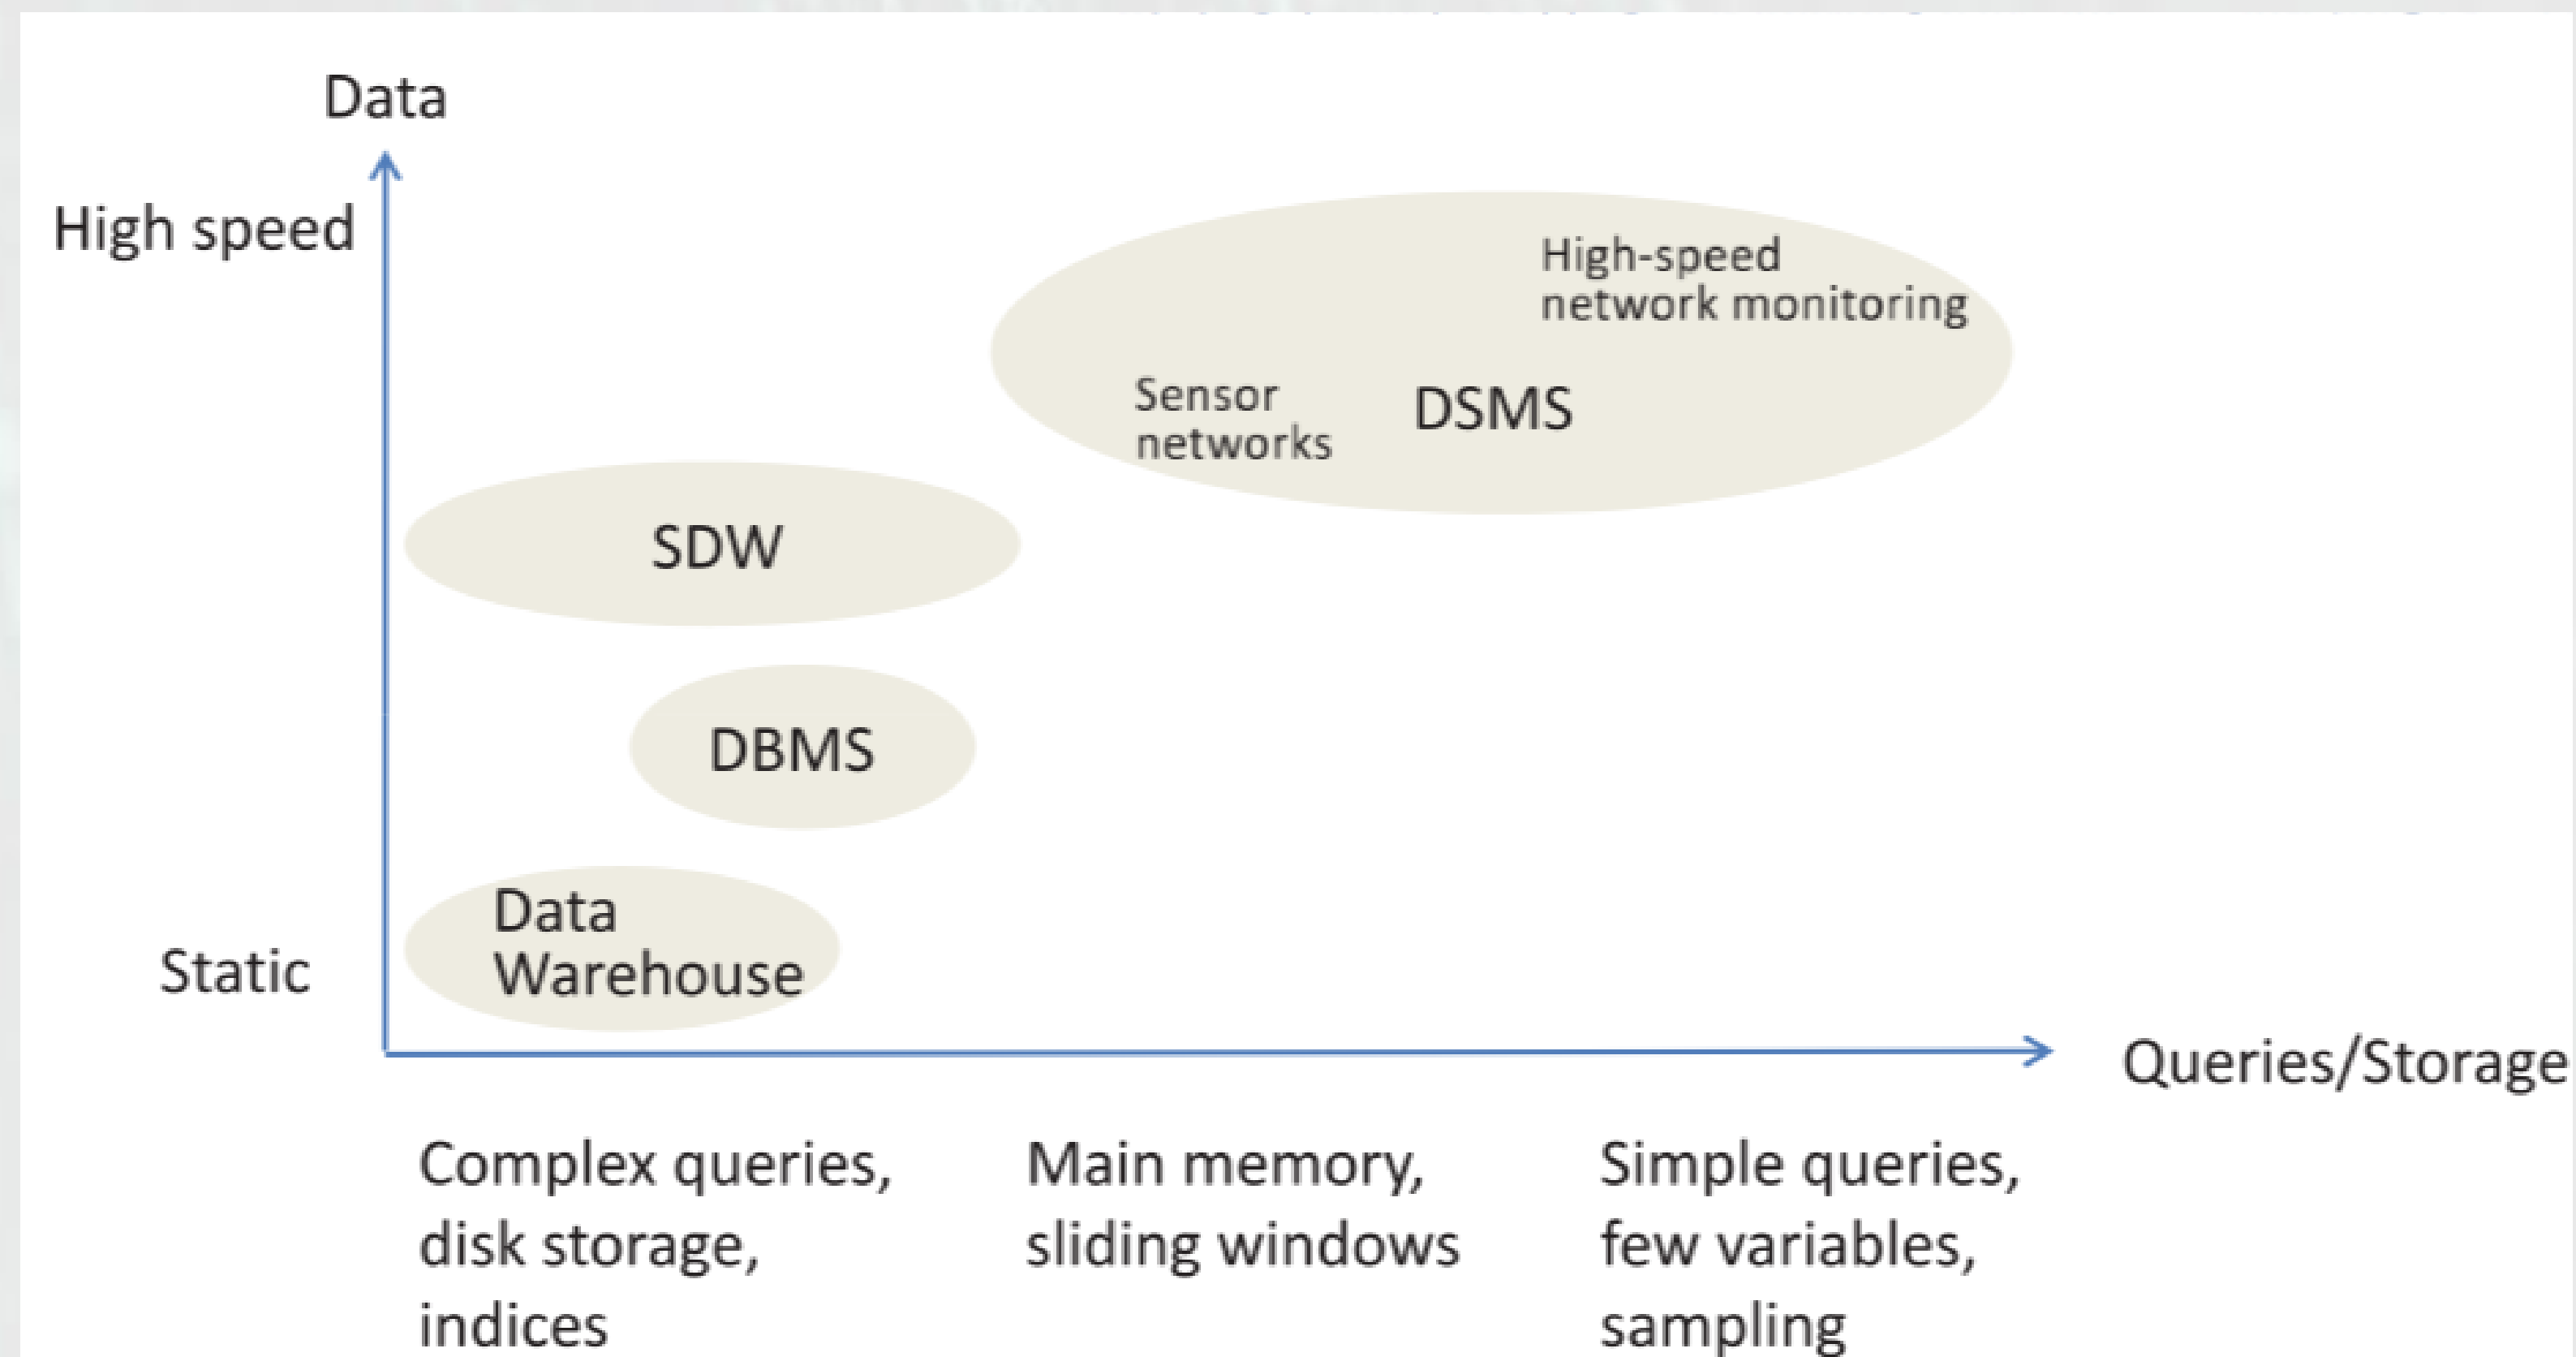 Data
High speed
High-speed
network monitoring
Sensor
networks
DSMS
SDW
DBMS
Data
Warehouse
Static
Queries/Storage
Complex queries,
disk storage,
indices
Main memory,
sliding windows
Simple queries,
few variables,
sampling